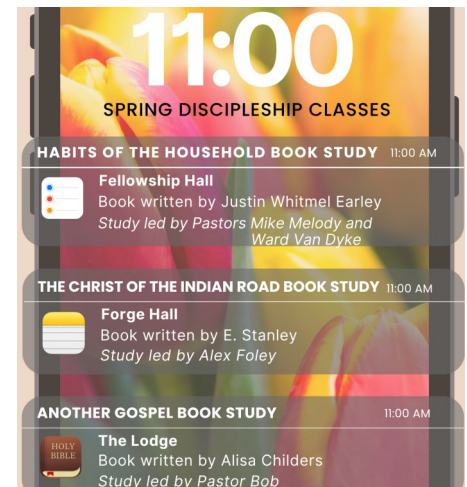 11:00
SPRING DISCIPLESHIP CLASSES
HABITS OF THE HOUSEHOLD BOOK STUDY 11:00 AM
Fellowship Hall
Book written by Justin Whitmel Earley
Study led by Pastors Mike Melody and
Ward Van Dyke
THE CHRIST OF THE INDIAN ROAD BOOK STUDY 11:00 AM
Forge Hall
Book written by E. Stanley
Study led by Alex Foley
ANOTHER GOSPEL BOOK STUDY 11:00 AM
HOLY
BIBLE
The Lodge
Book written by Alisa Childers
Study led by Pastor Bob